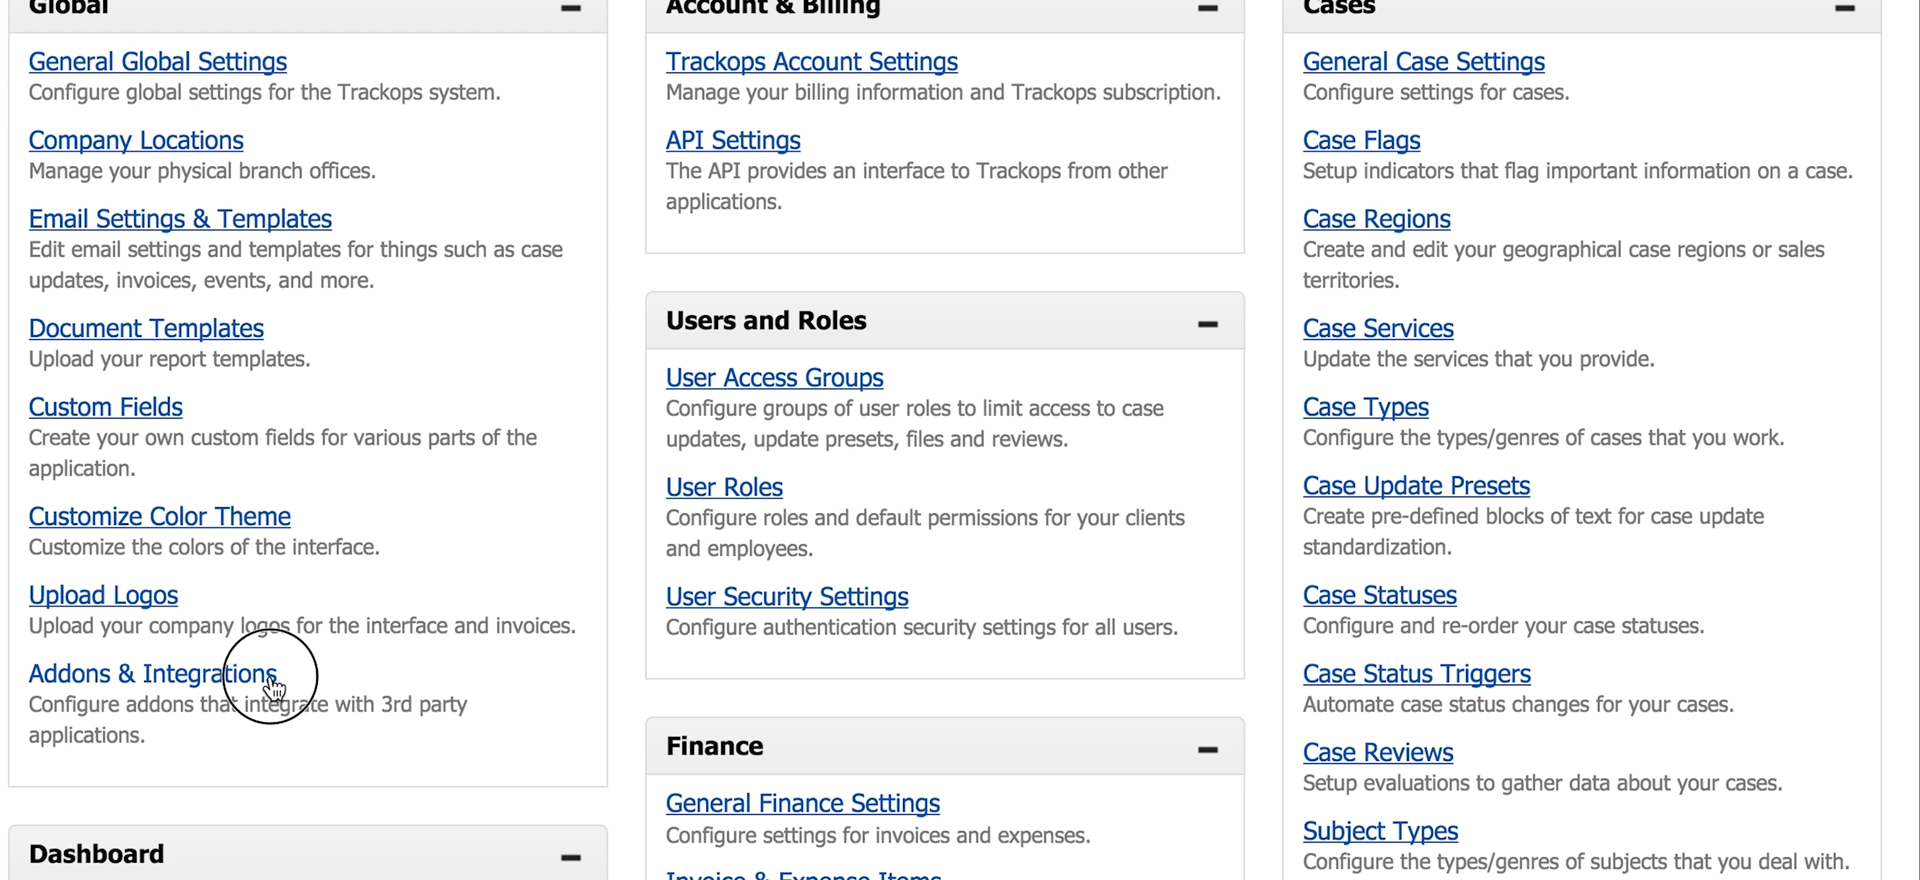 Global
General Global Settings
Configure global settings for the Trackops system.
Company Locations
Manage your physical branch offices.
Email Settings & Templates
Edit email settings and templates for things such as case
updates, invoices, events, and more.
Document Templates
Upload your report templates.
Custom Fields
Create your own custom fields for various parts of the
application.
Customize Color Theme
Customize the colors of the interface.
Upload Logos
Upload your company logos for the interface and invoices.
Addons & Integrations
Configure addons that integrate with 3rd party
applications.
Dashboard
Account & Billing
Trackops Account Settings
Manage your billing information and Trackops subscription.
API Settings
The API provides an interface to Trackops from other
applications.
Users and Roles
User Access Groups
Configure groups of user roles to limit access to case
updates, update presets, files and reviews.
User Roles
Configure roles and default permissions for your clients
and employees.
User Security Settings
Configure authentication security settings for all users.
Finance
General Finance Settings
Configure settings for invoices and expenses.
Invoice & Expense Items
Cases
General Case Settings
Configure settings for cases.
Case Flags
Setup indicators that flag important information on a case.
Case Regions
Create and edit your geographical case regions or sales
territories.
Case Services
Update the services that you provide.
Case Types
Configure the types/genres of cases that you work.
Case Update Presets
Create pre-defined blocks of text for case update
standardization.
Case Statuses
Configure and re-order your case statuses.
Case Status Triggers
Automate case status changes for your cases.
Case Reviews
Setup evaluations to gather data about your cases.
Subject Types
Configure the types/genres of subjects that you deal with.